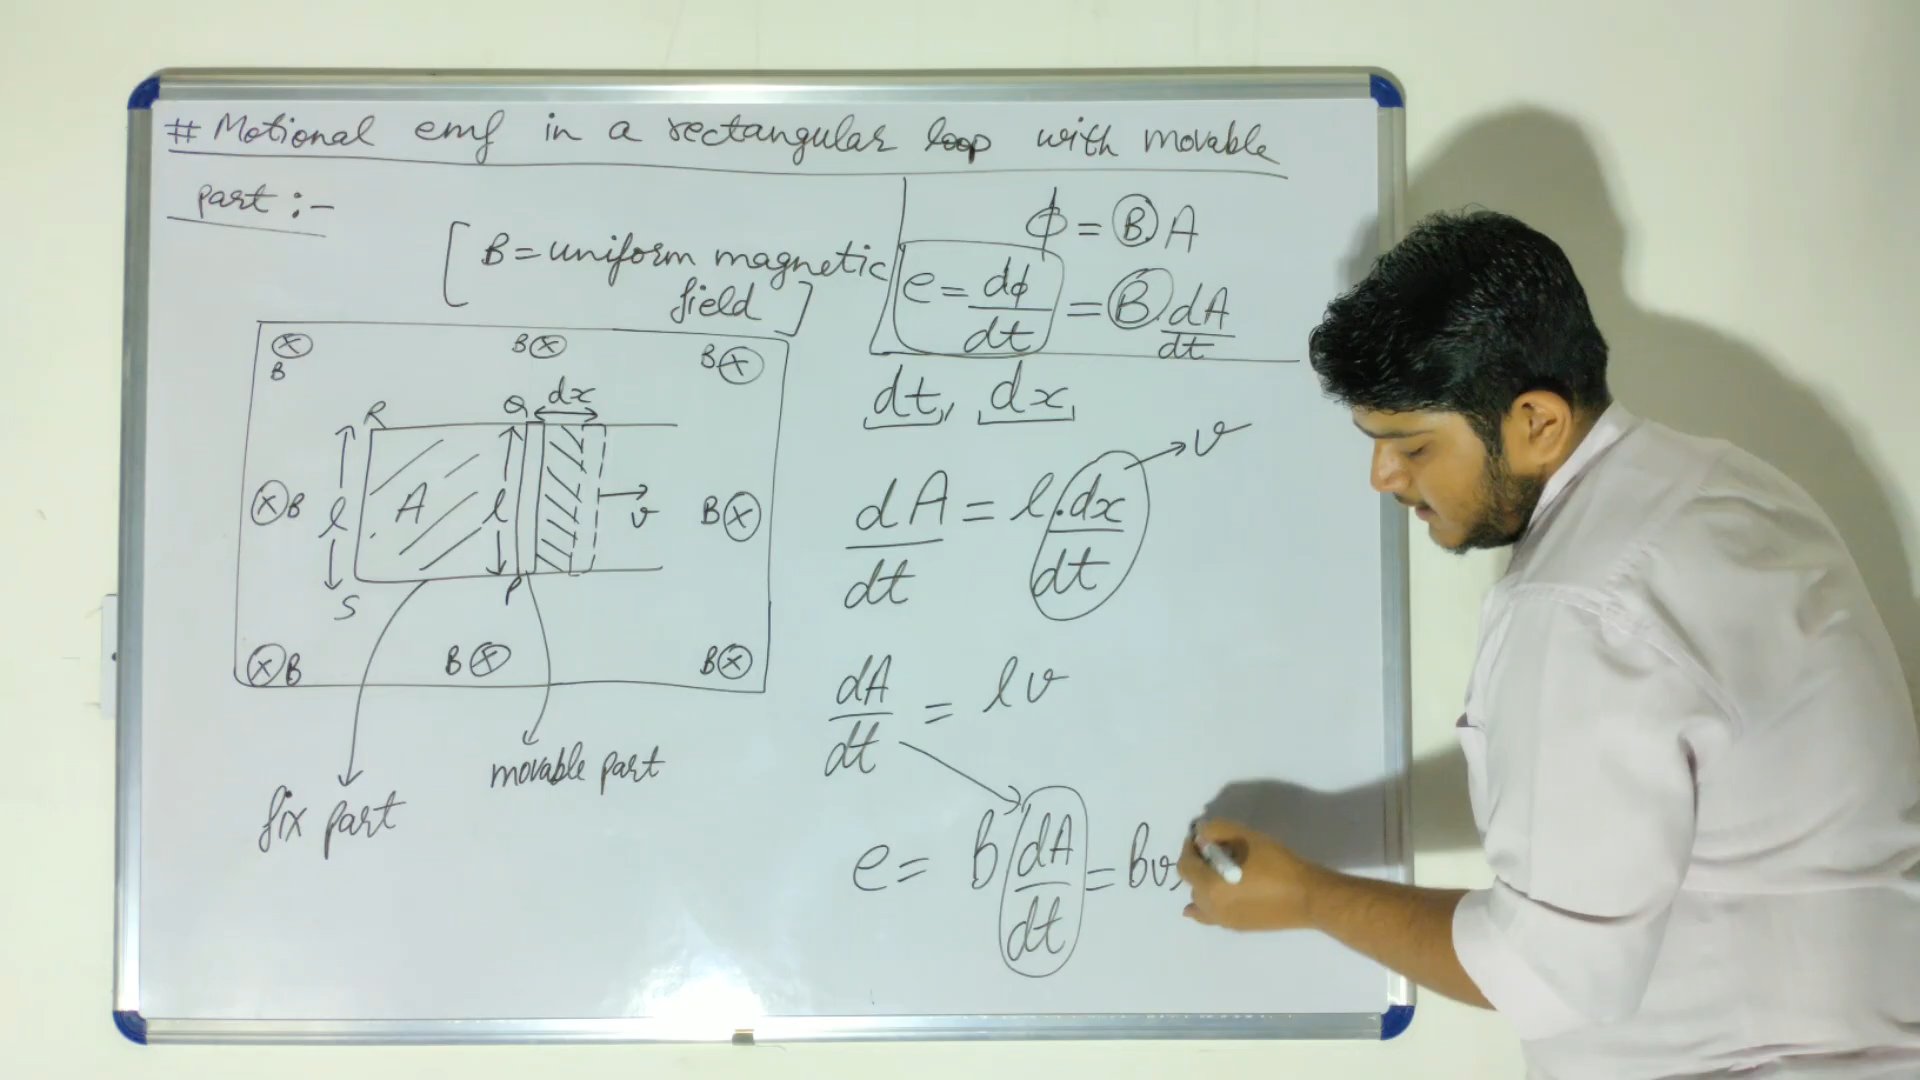 # Motional emf in a rectangular loop with movable
part :-
[ B = uniform magnetic
field ]
ϕ = B A
e = dϕ/dt = B dA/dt
dt, dx
⊗ B
B ⊗
B ⊗
dx
R
Q
⊗ B
l
A
l
v
B ⊗
S
P
⊗ B
B ⊗
B ⊗
fix part
movable part
dA/dt = l . dx/dt → v
dA/dt = l v
e = B dA/dt = Bv